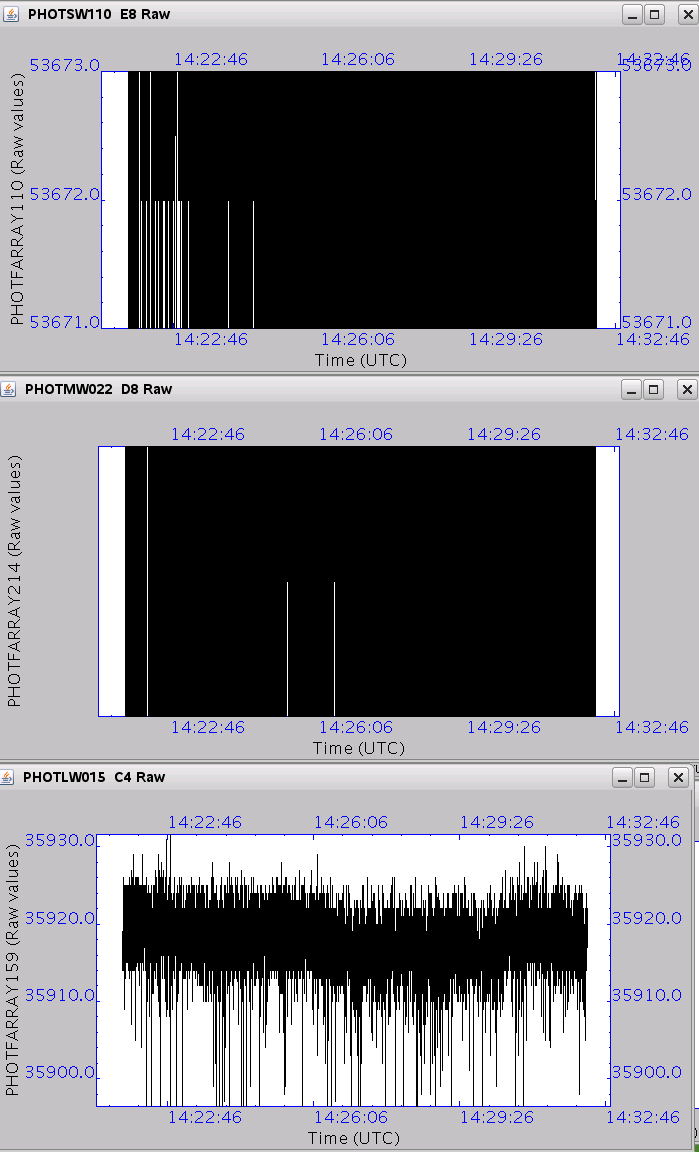 PHOTSW110 E8 Raw
14:22:46 14:26:06 14:29:26 14:32:46
53673.0 53673.0
53672.0 53672.0
53671.0 53671.0
PHOTFARRAY110 (Raw values)
14:22:46 14:26:06 14:29:26 14:32:46
Time (UTC)
PHOTMW022 D8 Raw
14:22:46 14:26:06 14:29:26 14:32:46
PHOTFARRAY214 (Raw values)
14:22:46 14:26:06 14:29:26 14:32:46
Time (UTC)
PHOTLW015 C4 Raw
14:22:46 14:26:06 14:29:26 14:32:46
35930.0 35930.0
35920.0 35920.0
35910.0 35910.0
35900.0 35900.0
PHOTFARRAY159 (Raw values)
14:22:46 14:26:06 14:29:26 14:32:46
Time (UTC)